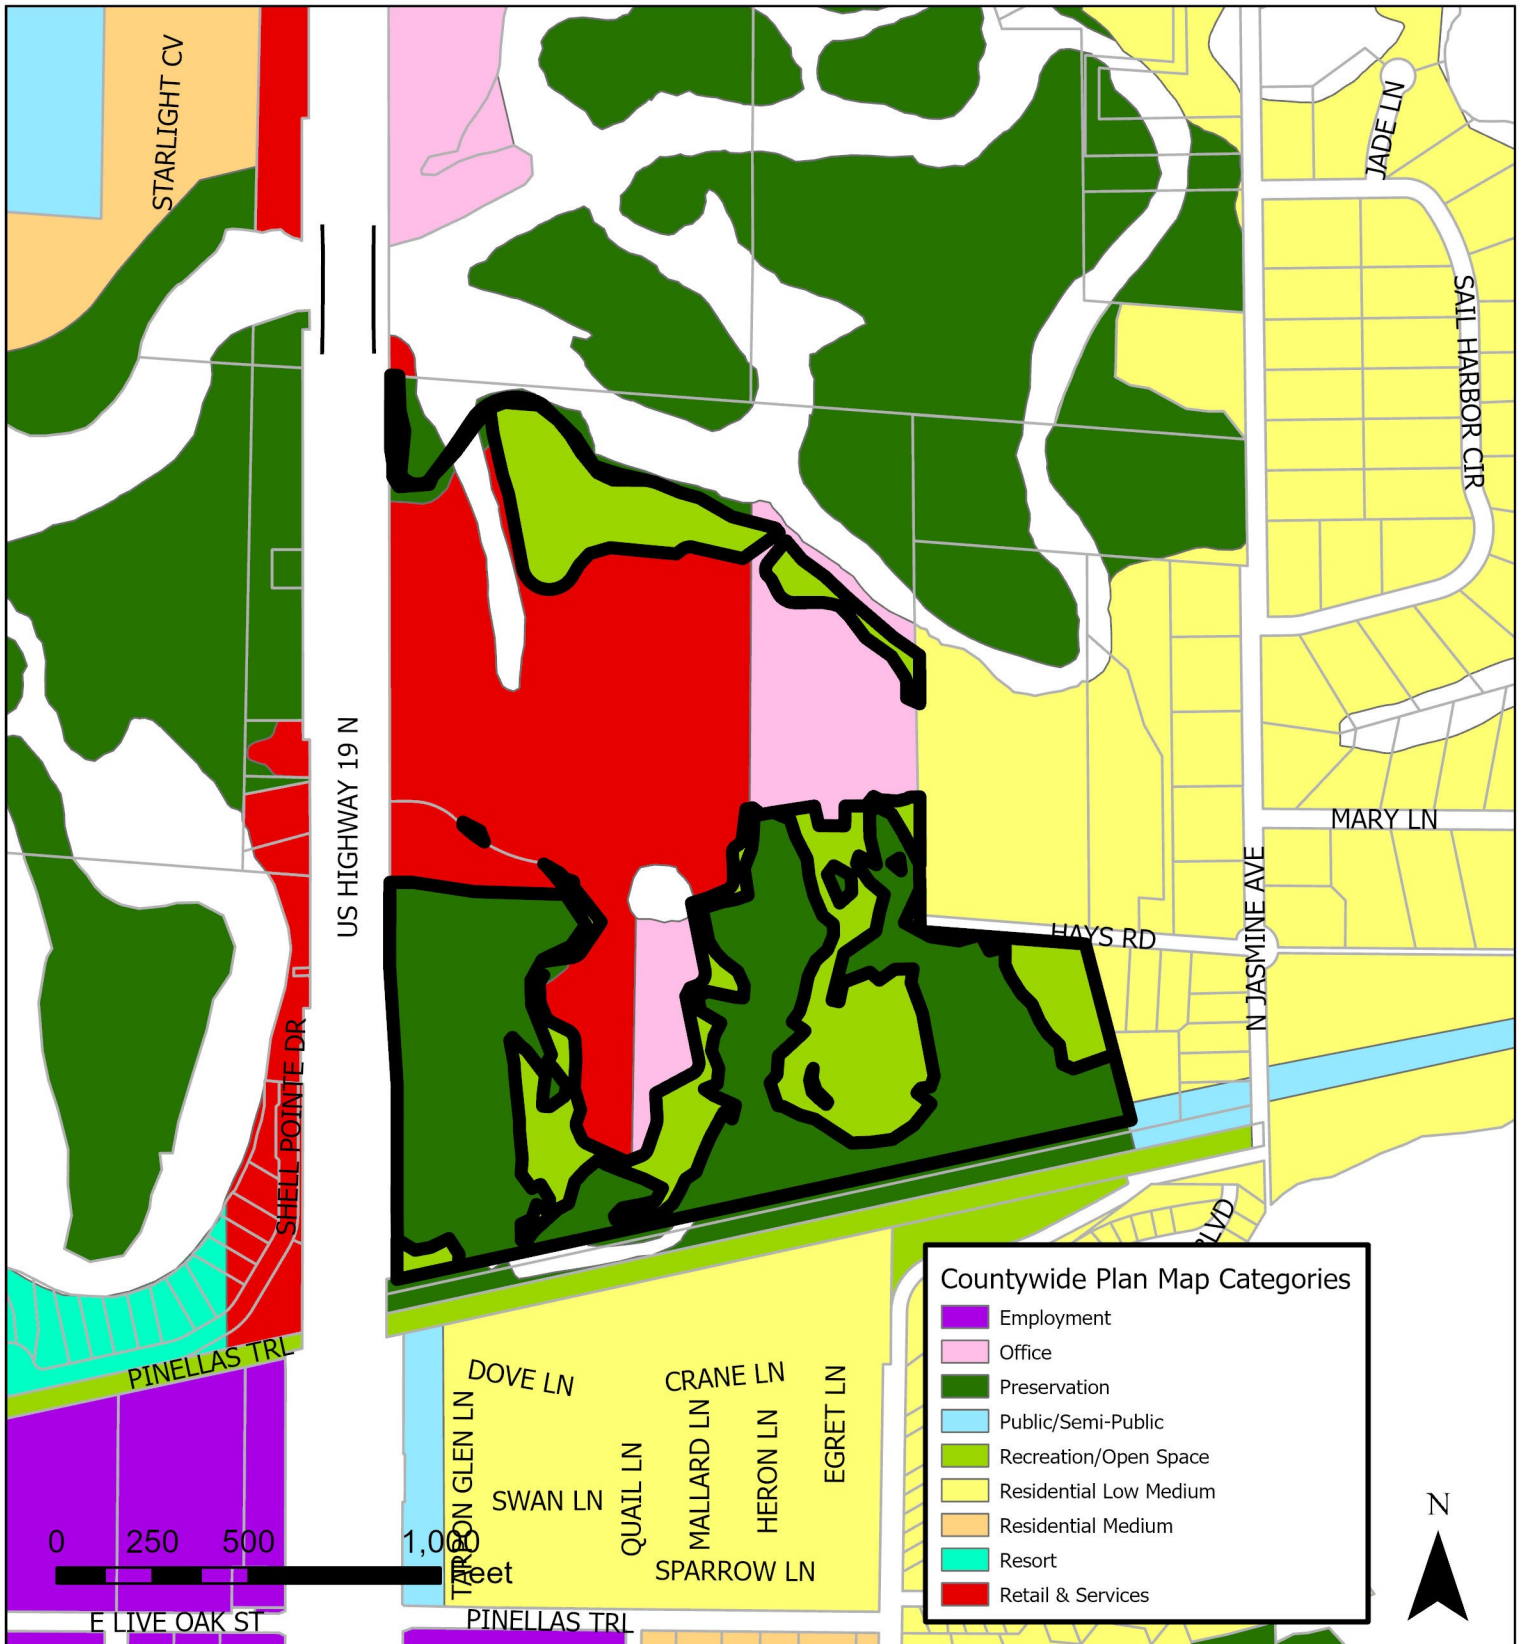 STARLIGHT CV
JADE LN
SAIL HARBOR CIR
US HIGHWAY 19 N
MARY LN
N JASMINE AVE
HAYS RD
SHELL POINTE DR
BLVD
PINELLAS TRL
Countywide Plan Map Categories
Employment
Office
Preservation
Public/Semi-Public
Recreation/Open Space
Residential Low Medium
Residential Medium
Resort
Retail & Services
DOVE LN
CRANE LN
EGRET LN
TARPON GLEN LN
SWAN LN
QUAIL LN
MALLARD LN
HERON LN
SPARROW LN
0 250 500 1,000
Feet
N
E LIVE OAK ST
PINELLAS TRL